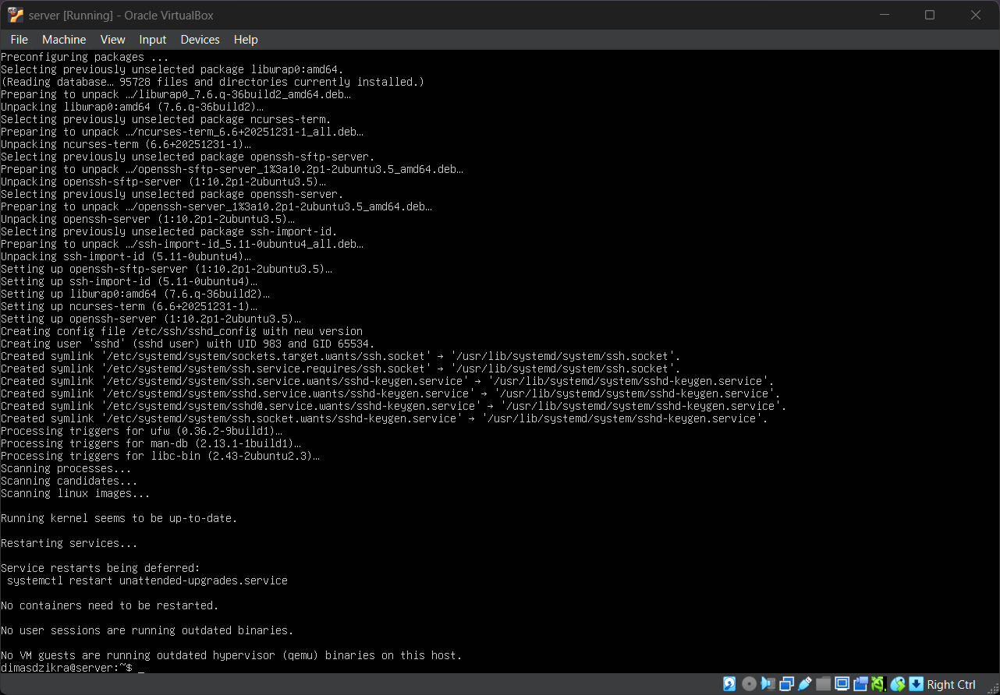 server [Running] - Oracle VirtualBox
File Machine View Input Devices Help
Preconfiguring packages ...
Selecting previously unselected package libwrap0:amd64.
(Reading database… 95728 files and directories currently installed.)
Preparing to unpack …/libwrap0_7.6.q-36build2_amd64.deb…
Unpacking libwrap0:amd64 (7.6.q-36build2)…
Selecting previously unselected package ncurses-term.
Preparing to unpack …/ncurses-term_6.6+20251231-1_all.deb…
Unpacking ncurses-term (6.6+20251231-1)…
Selecting previously unselected package openssh-sftp-server.
Preparing to unpack …/openssh-sftp-server_1%3a10.2p1-2ubuntu3.5_amd64.deb…
Unpacking openssh-sftp-server (1:10.2p1-2ubuntu3.5)…
Selecting previously unselected package openssh-server.
Preparing to unpack …/openssh-server_1%3a10.2p1-2ubuntu3.5_amd64.deb…
Unpacking openssh-server (1:10.2p1-2ubuntu3.5)…
Selecting previously unselected package ssh-import-id.
Preparing to unpack …/ssh-import-id_5.11-0ubuntu4_all.deb…
Unpacking ssh-import-id (5.11-0ubuntu4)…
Setting up openssh-sftp-server (1:10.2p1-2ubuntu3.5)…
Setting up ssh-import-id (5.11-0ubuntu4)…
Setting up libwrap0:amd64 (7.6.q-36build2)…
Setting up ncurses-term (6.6+20251231-1)…
Setting up openssh-server (1:10.2p1-2ubuntu3.5)…
Creating config file /etc/ssh/sshd_config with new version
Creating user 'sshd' (sshd user) with UID 983 and GID 65534.
Created symlink '/etc/systemd/system/sockets.target.wants/ssh.socket' → '/usr/lib/systemd/system/ssh.socket'.
Created symlink '/etc/systemd/system/ssh.service.requires/ssh.socket' → '/usr/lib/systemd/system/ssh.socket'.
Created symlink '/etc/systemd/system/ssh.service.wants/sshd-keygen.service' → '/usr/lib/systemd/system/sshd-keygen.service'.
Created symlink '/etc/systemd/system/sshd.service.wants/sshd-keygen.service' → '/usr/lib/systemd/system/sshd-keygen.service'.
Created symlink '/etc/systemd/system/sshd@.service.wants/sshd-keygen.service' → '/usr/lib/systemd/system/sshd-keygen.service'.
Created symlink '/etc/systemd/system/ssh.socket.wants/sshd-keygen.service' → '/usr/lib/systemd/system/sshd-keygen.service'.
Processing triggers for ufw (0.36.2-9build1)…
Processing triggers for man-db (2.13.1-1build1)…
Processing triggers for libc-bin (2.43-2ubuntu2.3)…
Scanning processes...
Scanning candidates...
Scanning linux images...
Running kernel seems to be up-to-date.
Restarting services...
Service restarts being deferred:
systemctl restart unattended-upgrades.service
No containers need to be restarted.
No user sessions are running outdated binaries.
No VM guests are running outdated hypervisor (qemu) binaries on this host.
dimasdzikra@server:~$ _
Right Ctrl